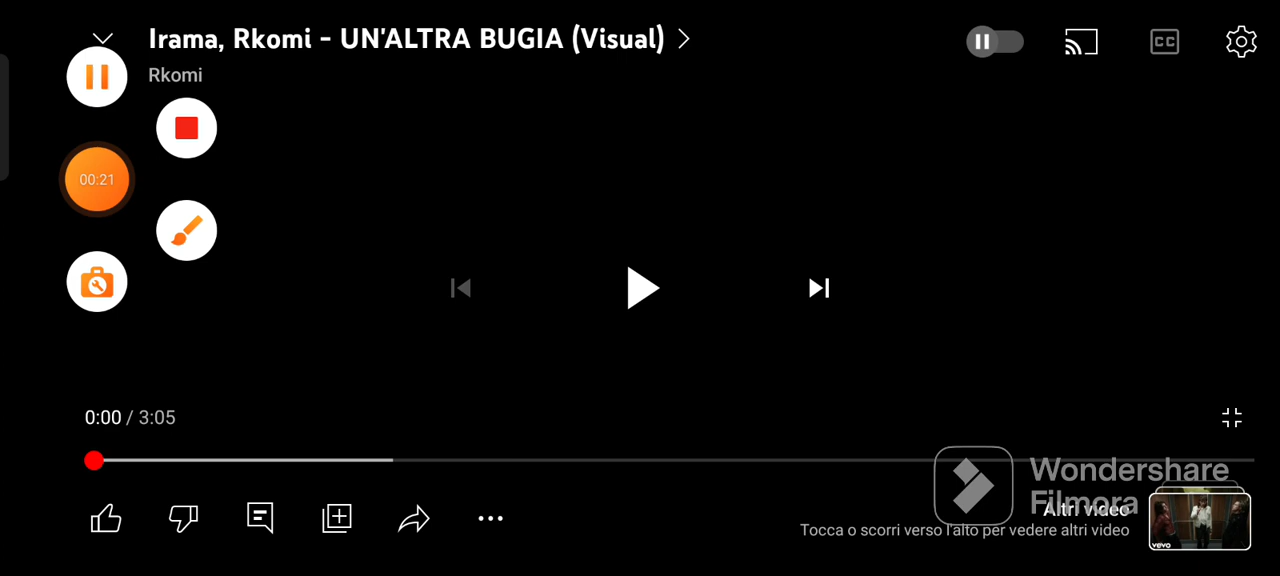 Irama, Rkomi - UN'ALTRA BUGIA (Visual)
Rkomi
CC
00:21
0:00 / 3:05
Wondershare
Filmora
Altri video
Tocca o scorri verso l'alto per vedere altri video
vevo